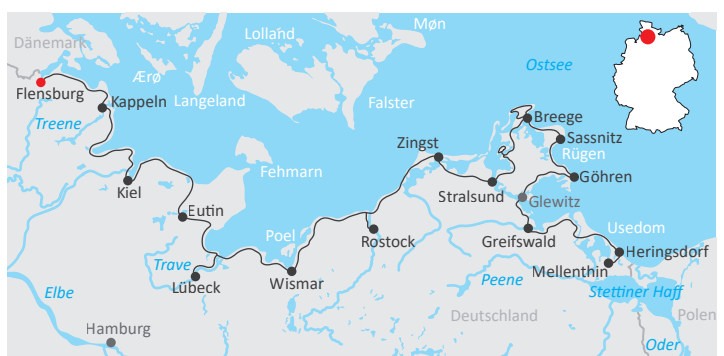 Dänemark
Lolland
Møn
Ostsee
Ærø
Flensburg
Kappeln
Langeland
Falster
Breege
Treene
Zingst
Sassnitz
Rügen
Fehmarn
Göhren
Kiel
Stralsund
Glewitz
Eutin
Poel
Usedom
Rostock
Greifswald
Heringsdorf
Trave
Mellenthin
Lübeck
Wismar
Peene
Elbe
Stettiner Haff
Deutschland
Polen
Hamburg
Oder